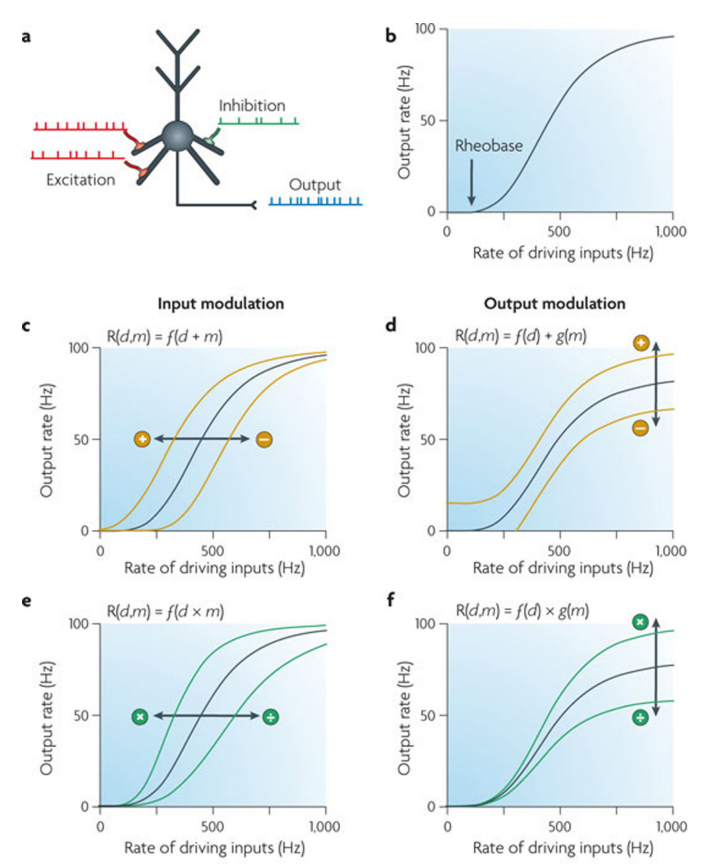 a
Inhibition
Excitation
Output
b
100
50
0
Output rate (Hz)
Rheobase
0 500 1,000
Rate of driving inputs (Hz)
Input modulation
c
R(d,m) = f(d + m)
100
50
0
Output rate (Hz)
+ −
0 500 1,000
Rate of driving inputs (Hz)
Output modulation
d
R(d,m) = f(d) + g(m)
100
50
0
Output rate (Hz)
+
−
0 500 1,000
Rate of driving inputs (Hz)
e
R(d,m) = f(d × m)
100
50
0
Output rate (Hz)
× ÷
0 500 1,000
Rate of driving inputs (Hz)
f
R(d,m) = f(d) × g(m)
100
50
0
Output rate (Hz)
×
÷
0 500 1,000
Rate of driving inputs (Hz)